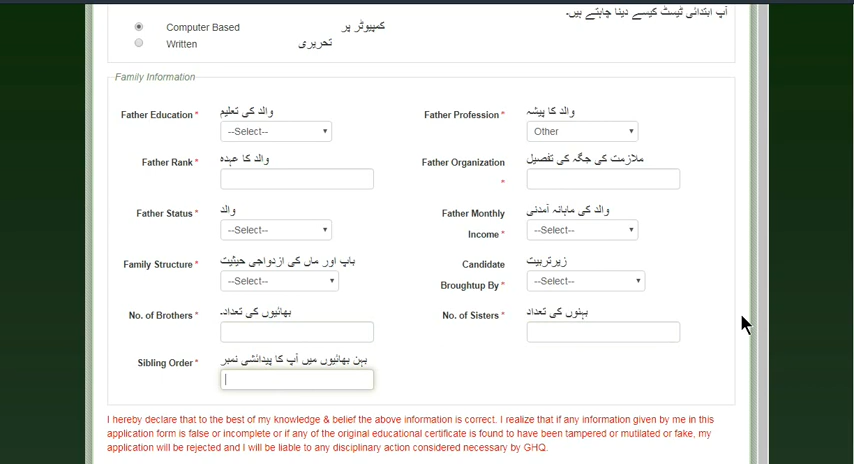 آپ ابتدائی ٹیسٹ کیسے دینا چاہتے ہیں۔
Computer Based کمپیوٹر پر
Written تحریری
Family Information
Father Education * والد کی تعلیم
--Select--
Father Profession * والد کا پیشہ
Other
Father Rank * والد کا عہدہ
Father Organization * ملازمت کی جگہ کی تفصیل
Father Status * والد
--Select--
Father Monthly Income * والد کی ماہانہ آمدنی
--Select--
Family Structure * باپ اور ماں کی ازدواجی حیثیت
--Select--
Candidate Broughtup By * زیرتربیت
--Select--
No. of Brothers * بھائیوں کی تعداد۔
No. of Sisters * بہنوں کی تعداد
Sibling Order * بہن بھائیوں میں آپ کا پیدائشی نمبر
I hereby declare that to the best of my knowledge & belief the above information is correct. I realize that if any information given by me in this
application form is false or incomplete or if any of the original educational certificate is found to have been tampered or mutilated or fake, my
application will be rejected and I will be liable to any disciplinary action considered necessary by GHQ.